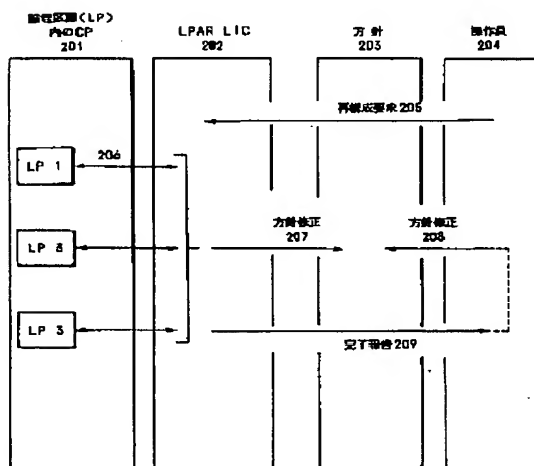 論理区画(LP)
内のCP
201
LPAR LIC
202
方針
203
操作員
204
再構成要求 205
LP 1
206
LP 8
方針修正
207
方針修正
208
LP 3
完了報告 209